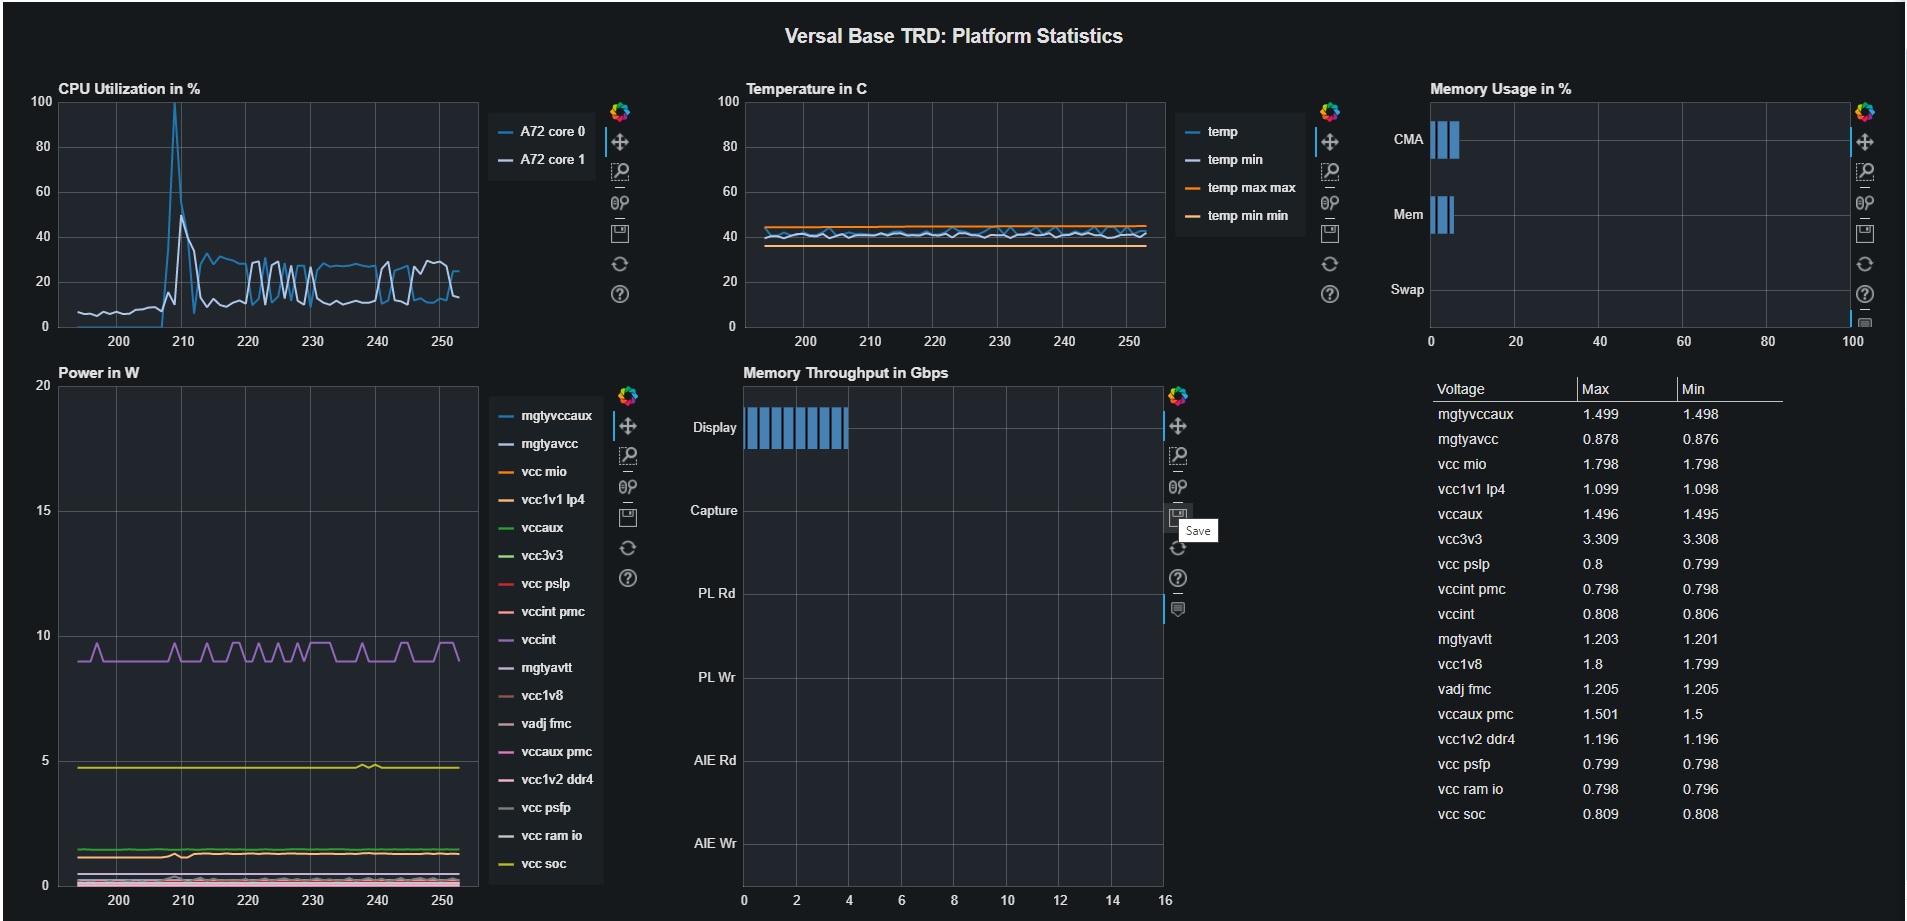 Versal Base TRD: Platform Statistics
CPU Utilization in %
100
80
60
40
20
0
200 210 220 230 240 250
A72 core 0
A72 core 1
Temperature in C
100
80
60
40
20
0
200 210 220 230 240 250
temp
temp min
temp max max
temp min min
Memory Usage in %
CMA
Mem
Swap
0 20 40 60 80 100
Power in W
20
15
10
5
0
200 210 220 230 240 250
mgtyvccaux
mgtyavcc
vcc mio
vcc1v1 lp4
vccaux
vcc3v3
vcc pslp
vccint pmc
vccint
mgtyavtt
vcc1v8
vadj fmc
vccaux pmc
vcc1v2 ddr4
vcc psfp
vcc ram io
vcc soc
Memory Throughput in Gbps
Display
Capture
PL Rd
PL Wr
AIE Rd
AIE Wr
0 2 4 6 8 10 12 14 16
Save
Voltage Max Min
mgtyvccaux 1.499 1.498
mgtyavcc 0.878 0.876
vcc mio 1.798 1.798
vcc1v1 lp4 1.099 1.098
vccaux 1.496 1.495
vcc3v3 3.309 3.308
vcc pslp 0.8 0.799
vccint pmc 0.798 0.798
vccint 0.808 0.806
mgtyavtt 1.203 1.201
vcc1v8 1.8 1.799
vadj fmc 1.205 1.205
vccaux pmc 1.501 1.5
vcc1v2 ddr4 1.196 1.196
vcc psfp 0.799 0.798
vcc ram io 0.798 0.796
vcc soc 0.809 0.808